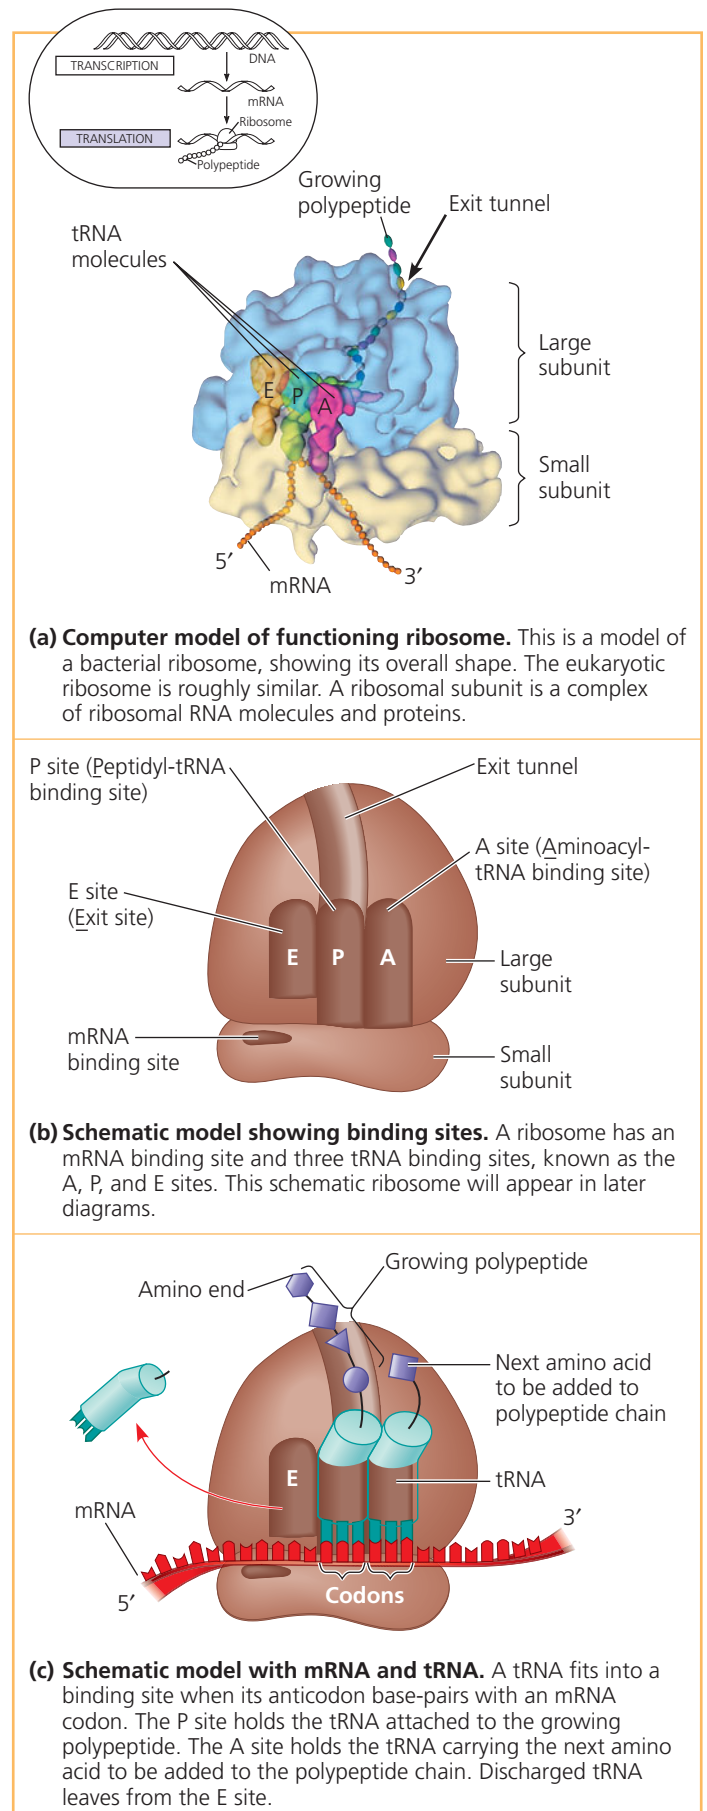 DNA
TRANSCRIPTION
mRNA
Ribosome
TRANSLATION
Polypeptide
Growing
polypeptide
Exit tunnel
tRNA
molecules
Large
subunit
E
P
A
Small
subunit
5′
3′
mRNA
(a) Computer model of functioning ribosome. This is a model of
a bacterial ribosome, showing its overall shape. The eukaryotic
ribosome is roughly similar. A ribosomal subunit is a complex
of ribosomal RNA molecules and proteins.
P site (Peptidyl-tRNA
binding site)
Exit tunnel
A site (Aminoacyl-
tRNA binding site)
E site
(Exit site)
E
P
A
Large
subunit
mRNA
binding site
Small
subunit
(b) Schematic model showing binding sites. A ribosome has an
mRNA binding site and three tRNA binding sites, known as the
A, P, and E sites. This schematic ribosome will appear in later
diagrams.
Growing polypeptide
Amino end
Next amino acid
to be added to
polypeptide chain
E
tRNA
mRNA
3′
5′
Codons
(c) Schematic model with mRNA and tRNA. A tRNA fits into a
binding site when its anticodon base-pairs with an mRNA
codon. The P site holds the tRNA attached to the growing
polypeptide. The A site holds the tRNA carrying the next amino
acid to be added to the polypeptide chain. Discharged tRNA
leaves from the E site.